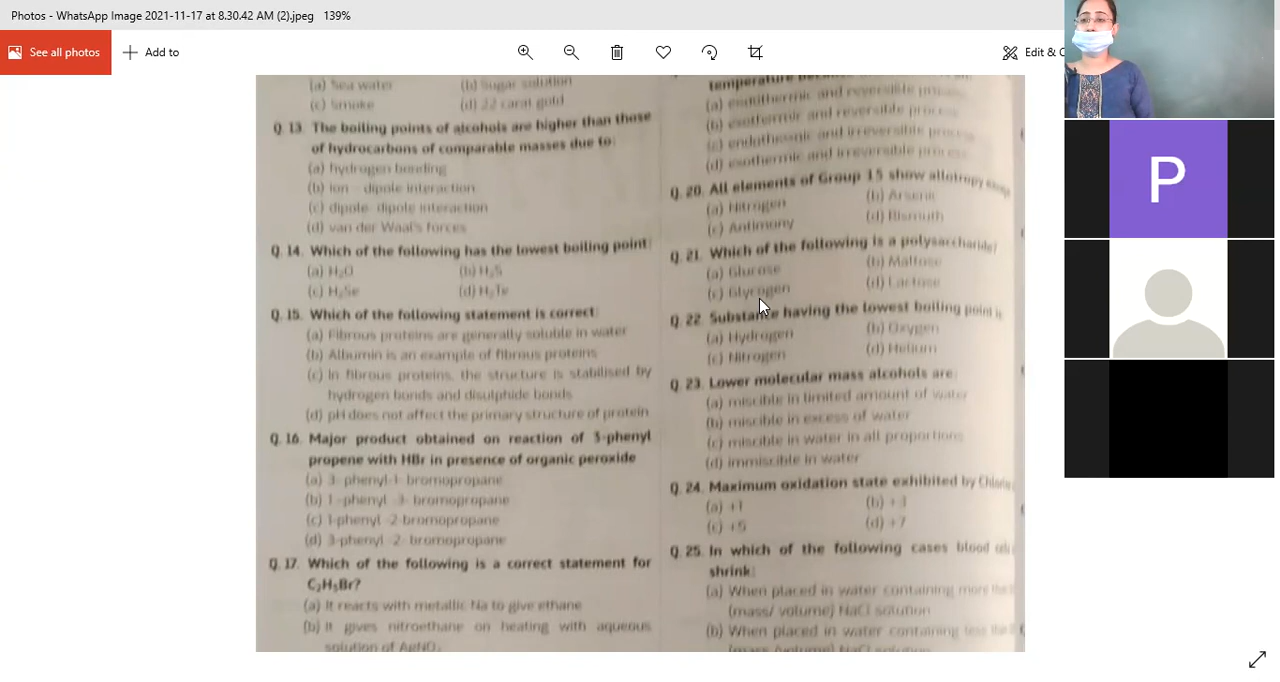 Photos - WhatsApp Image 2021-11-17 at 8.30.42 AM (2).jpeg 139%
See all photos
Add to
Edit & C
(a) Sea water (b) Sugar solution
(c) Smoke (d) 22 carat gold
Q. 13. The boiling points of alcohols are higher than those
of hydrocarbons of comparable masses due to:
(a) hydrogen bonding
(b) ion – dipole interaction
(c) dipole- dipole interaction
(d) van der Waal's forces
Q. 14. Which of the following has the lowest boiling point:
(a) H₂O (b) H₂S
(c) H₂Se (d) H₂Te
Q. 15. Which of the following statement is correct:
(a) Fibrous proteins are generally soluble in water
(b) Albumin is an example of fibrous proteins
(c) In fibrous proteins, the structure is stabilised by
hydrogen bonds and disulphide bonds
(d) pH does not affect the primary structure of protein
Q. 16. Major product obtained on reaction of 3-phenyl
propene with HBr in presence of organic peroxide
(a) 3- phenyl-1- bromopropane
(b) 1 -phenyl -3- bromopropane
(c) 1-phenyl -2-bromopropane
(d) 3-phenyl -2- bromopropane
Q. 17. Which of the following is a correct statement for
C₂H₅Br?
(a) It reacts with metallic Na to give ethane
(b) It gives nitroethane on heating with aqueous
solution of AgNO₂
temperature
(a) endothermic and reversible process
(b) exothermic and reversible process
(c) endothermic and irreversible process
(d) exothermic and irreversible process
Q. 20. All elements of Group 15 show allotropy
(a) Nitrogen (b) Arsenic
(c) Antimony (d) Bismuth
Q. 21. Which of the following is a polysaccharide?
(a) Glucose (b) Maltose
(c) Glycogen (d) Lactose
Q. 22. Substance having the lowest boiling point is
(a) Hydrogen (b) Oxygen
(c) Nitrogen (d) Helium
Q. 23. Lower molecular mass alcohols are:
(a) miscible in limited amount of water
(b) miscible in excess of water
(c) miscible in water in all proportions
(d) immiscible in water
Q. 24. Maximum oxidation state exhibited by
(a) +1 (b) +3
(c) +5 (d) +7
Q. 25. In which of the following cases blood
shrink:
(a) When placed in water containing more
(mass/ volume) NaCl solution
(b) When placed in water containing less
(mass /volume) NaCl solution
P